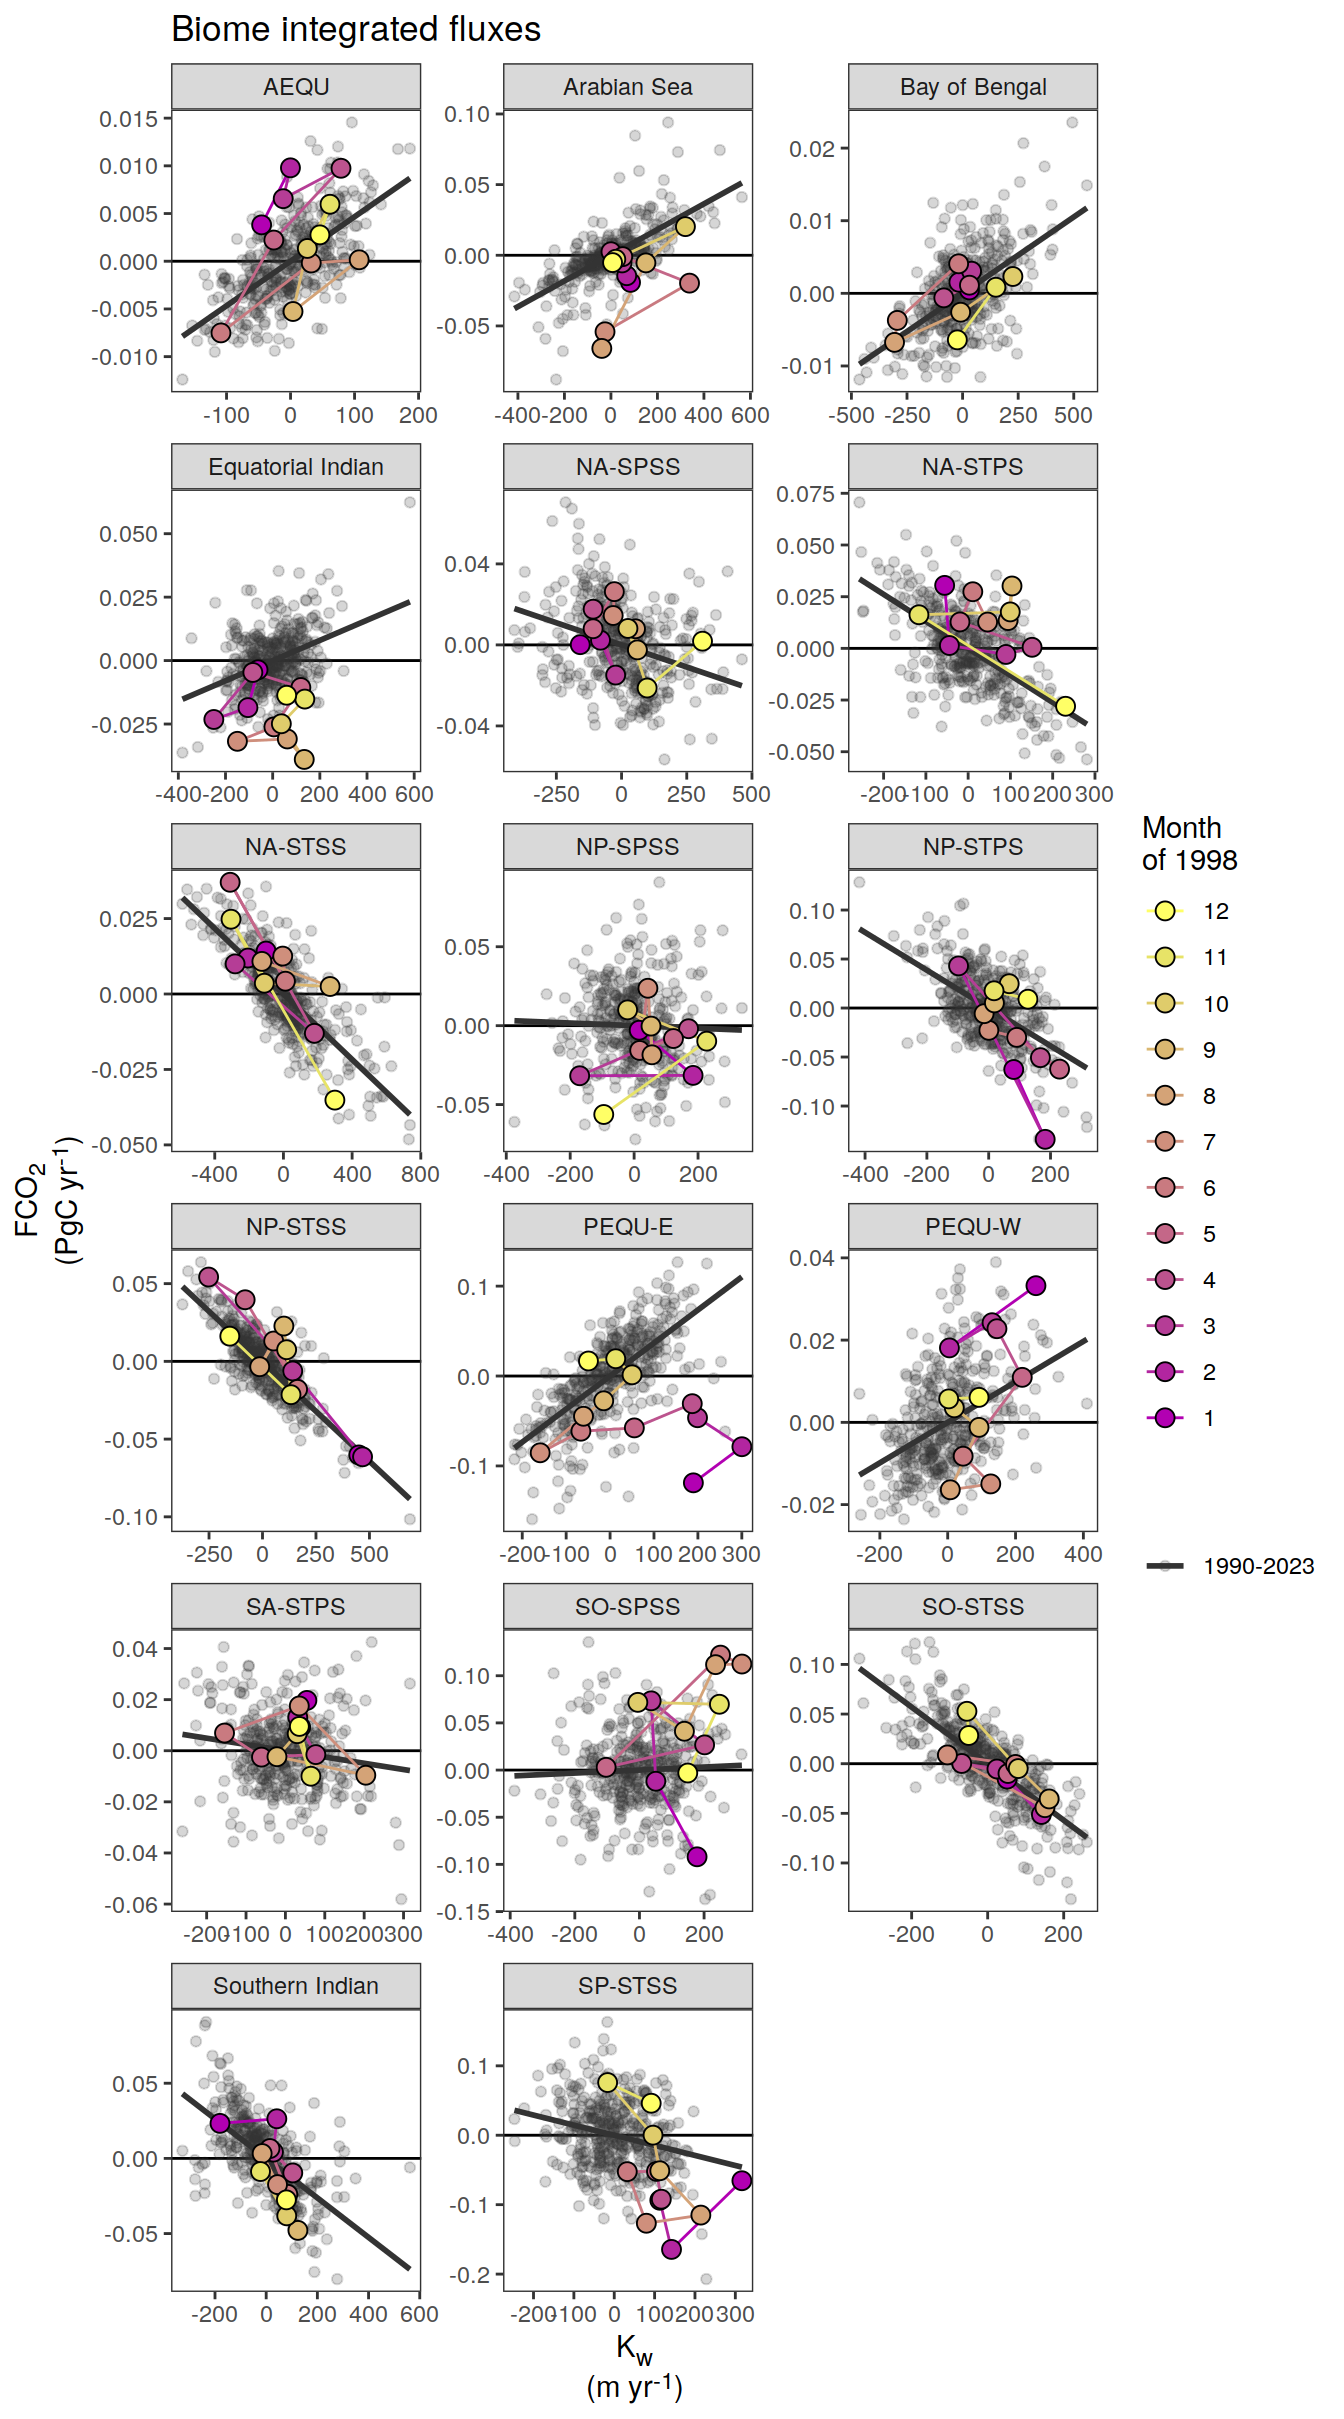 Biome integrated fluxes
AEQU
Arabian Sea
Bay of Bengal
0.015
0.010
0.005
0.000
-0.005
-0.010
-100 0 100 200
0.10
0.05
0.00
-0.05
-400 -200 0 200 400 600
0.02
0.01
0.00
-0.01
-500 -250 0 250 500
Equatorial Indian
NA-SPSS
NA-STPS
0.050
0.025
0.000
-0.025
-400 -200 0 200 400 600
0.04
0.00
-0.04
-250 0 250 500
0.075
0.050
0.025
0.000
-0.025
-0.050
-200 -100 0 100 200 300
NA-STSS
NP-SPSS
NP-STPS
0.025
0.000
-0.025
-0.050
-400 0 400 800
0.05
0.00
-0.05
-400 -200 0 200
0.10
0.05
0.00
-0.05
-0.10
-400 -200 0 200
NP-STSS
PEQU-E
PEQU-W
0.05
0.00
-0.05
-0.10
-250 0 250 500
0.1
0.0
-0.1
-200 -100 0 100 200 300
0.04
0.02
0.00
-0.02
-200 0 200 400
SA-STPS
SO-SPSS
SO-STSS
0.04
0.02
0.00
-0.02
-0.04
-0.06
-200 -100 0 100 200 300
0.10
0.05
0.00
-0.05
-0.10
-0.15
-400 -200 0 200
0.10
0.05
0.00
-0.05
-0.10
-200 0 200
Southern Indian
SP-STSS
0.05
0.00
-0.05
-200 0 200 400 600
0.1
0.0
-0.1
-0.2
-200 -100 0 100 200 300
FCO₂
(PgC yr⁻¹)
K_w
(m yr⁻¹)
Month
of 1998
12
11
10
9
8
7
6
5
4
3
2
1
1990-2023